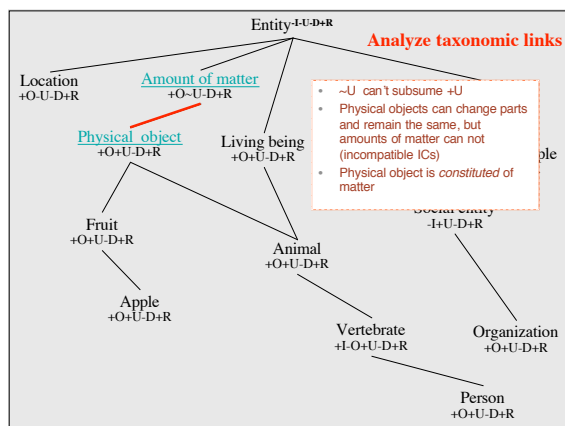 Entity-I-U-D+R
Analyze taxonomic links
Location
+O-U-D+R
Amount of matter
+O~U-D+R
Physical object
+O+U-D+R
Living being
+O+U-D+R
• ~U can't subsume +U
• Physical objects can change parts
and remain the same, but
amounts of matter can not
(incompatible ICs)
• Physical object is constituted of
matter
ple
+R
Social entity
-I+U-D+R
Fruit
+O+U-D+R
Animal
+O+U-D+R
Apple
+O+U-D+R
Vertebrate
+I-O+U-D+R
Organization
+O+U-D+R
Person
+O+U-D+R